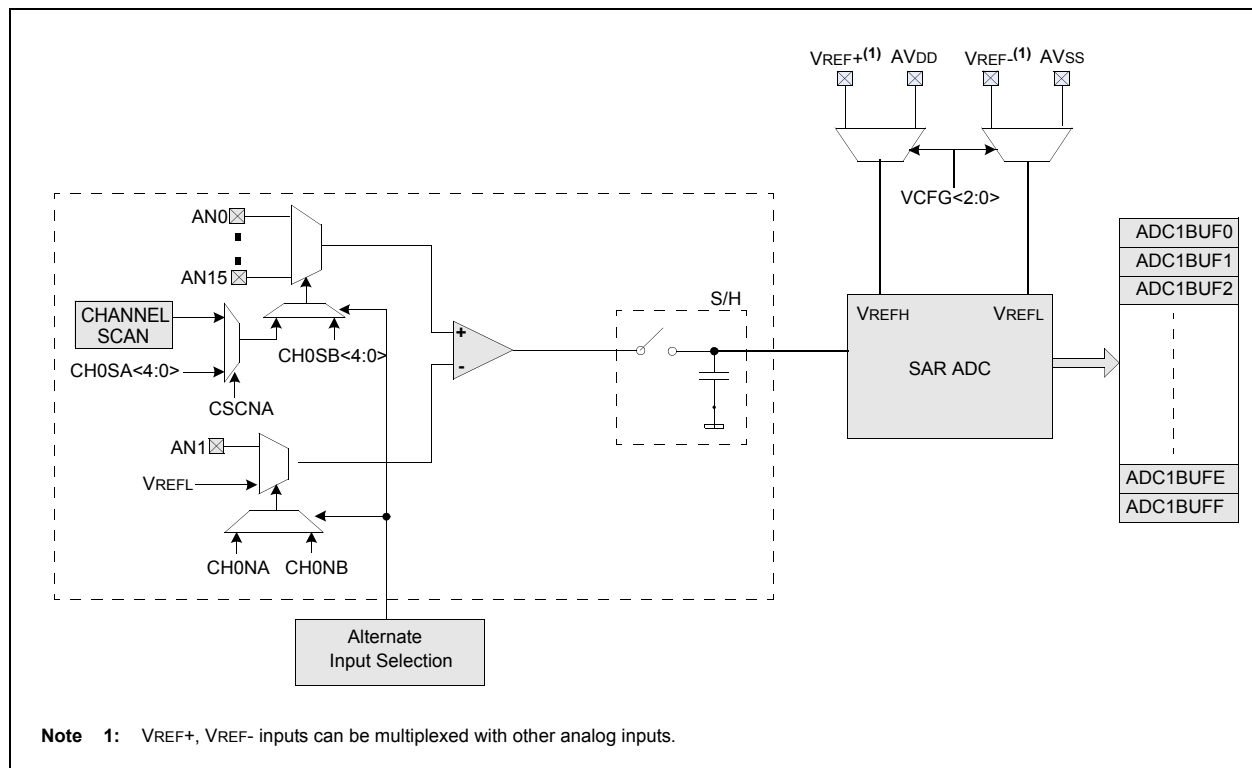 VREF+(1) AVDD VREF-(1) AVSS
VCFG<2:0>
AN0
AN15
CHANNEL
SCAN
CH0SA<4:0>
CSCNA
CH0SB<4:0>
+
-
AN1
VREFL
CH0NA CH0NB
S/H
VREFH VREFL
SAR ADC
ADC1BUF0
ADC1BUF1
ADC1BUF2
ADC1BUFE
ADC1BUFF
Alternate
Input Selection
Note 1: VREF+, VREF- inputs can be multiplexed with other analog inputs.